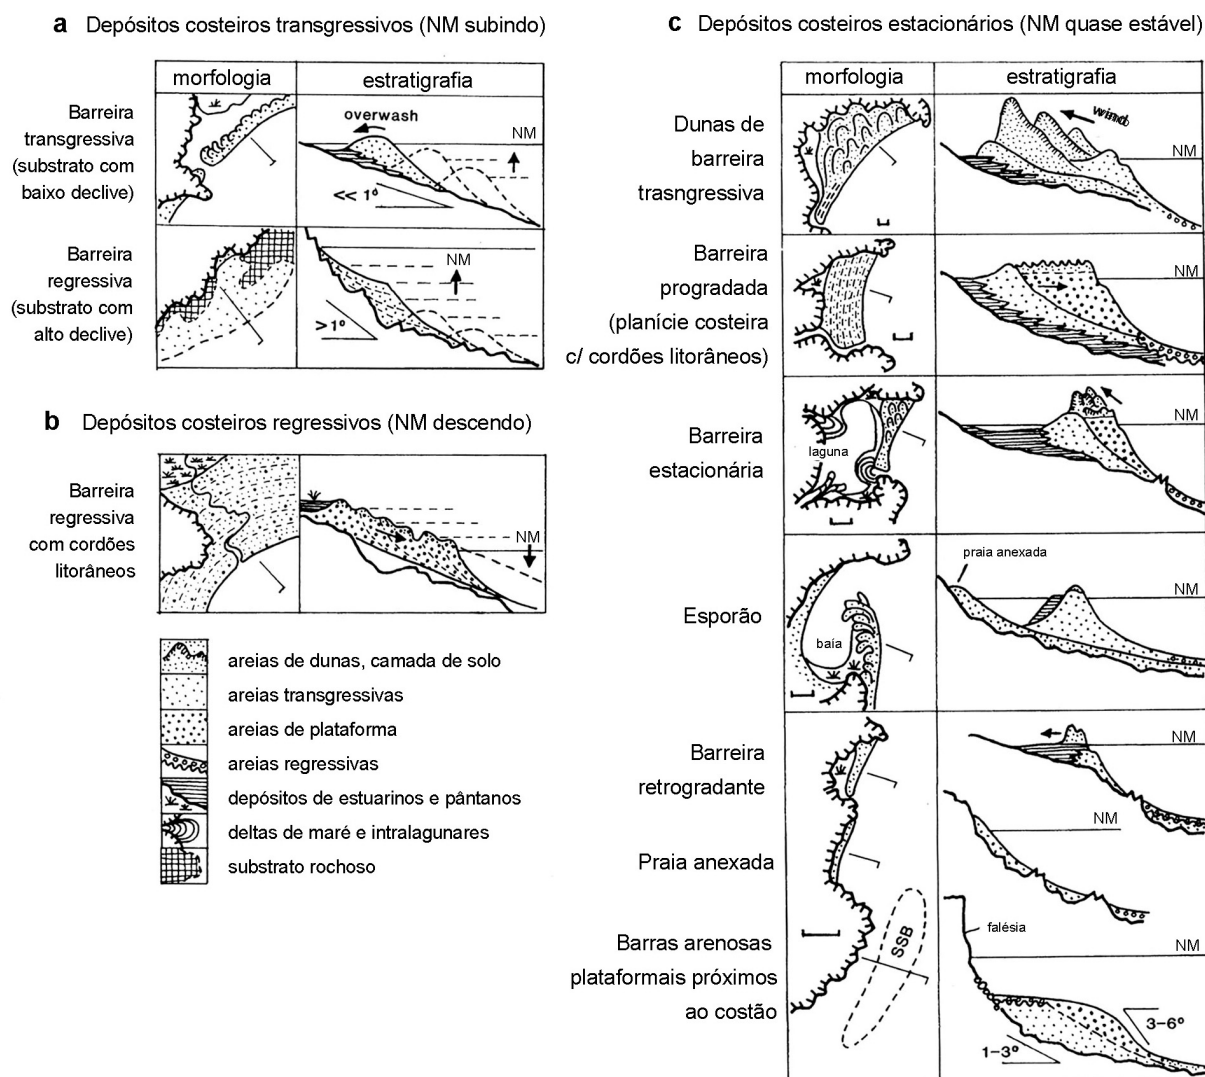 a Depósitos costeiros transgressivos (NM subindo)
morfologia
estratigrafia
Barreira
transgressiva
(substrato com
baixo declive)
overwash
NM
<< 1º
Barreira
regressiva
(substrato com
alto declive)
NM
>1º
b Depósitos costeiros regressivos (NM descendo)
Barreira
regressiva
com cordões
litorâneos
NM
areias de dunas, camada de solo
areias transgressivas
areias de plataforma
areias regressivas
depósitos de estuarinos e pântanos
deltas de maré e intralagunares
substrato rochoso
c Depósitos costeiros estacionários (NM quase estável)
morfologia
estratigrafia
Dunas de
barreira
trasngressiva
wind
NM
Barreira
progradada
(planície costeira
c/ cordões litorâneos)
NM
Barreira
estacionária
laguna
NM
Esporão
baía
praia anexada
NM
Barreira
retrogradante
NM
Praia anexada
NM
Barras arenosas
plataformais próximos
ao costão
SSB
falésia
NM
3–6º
1–3º